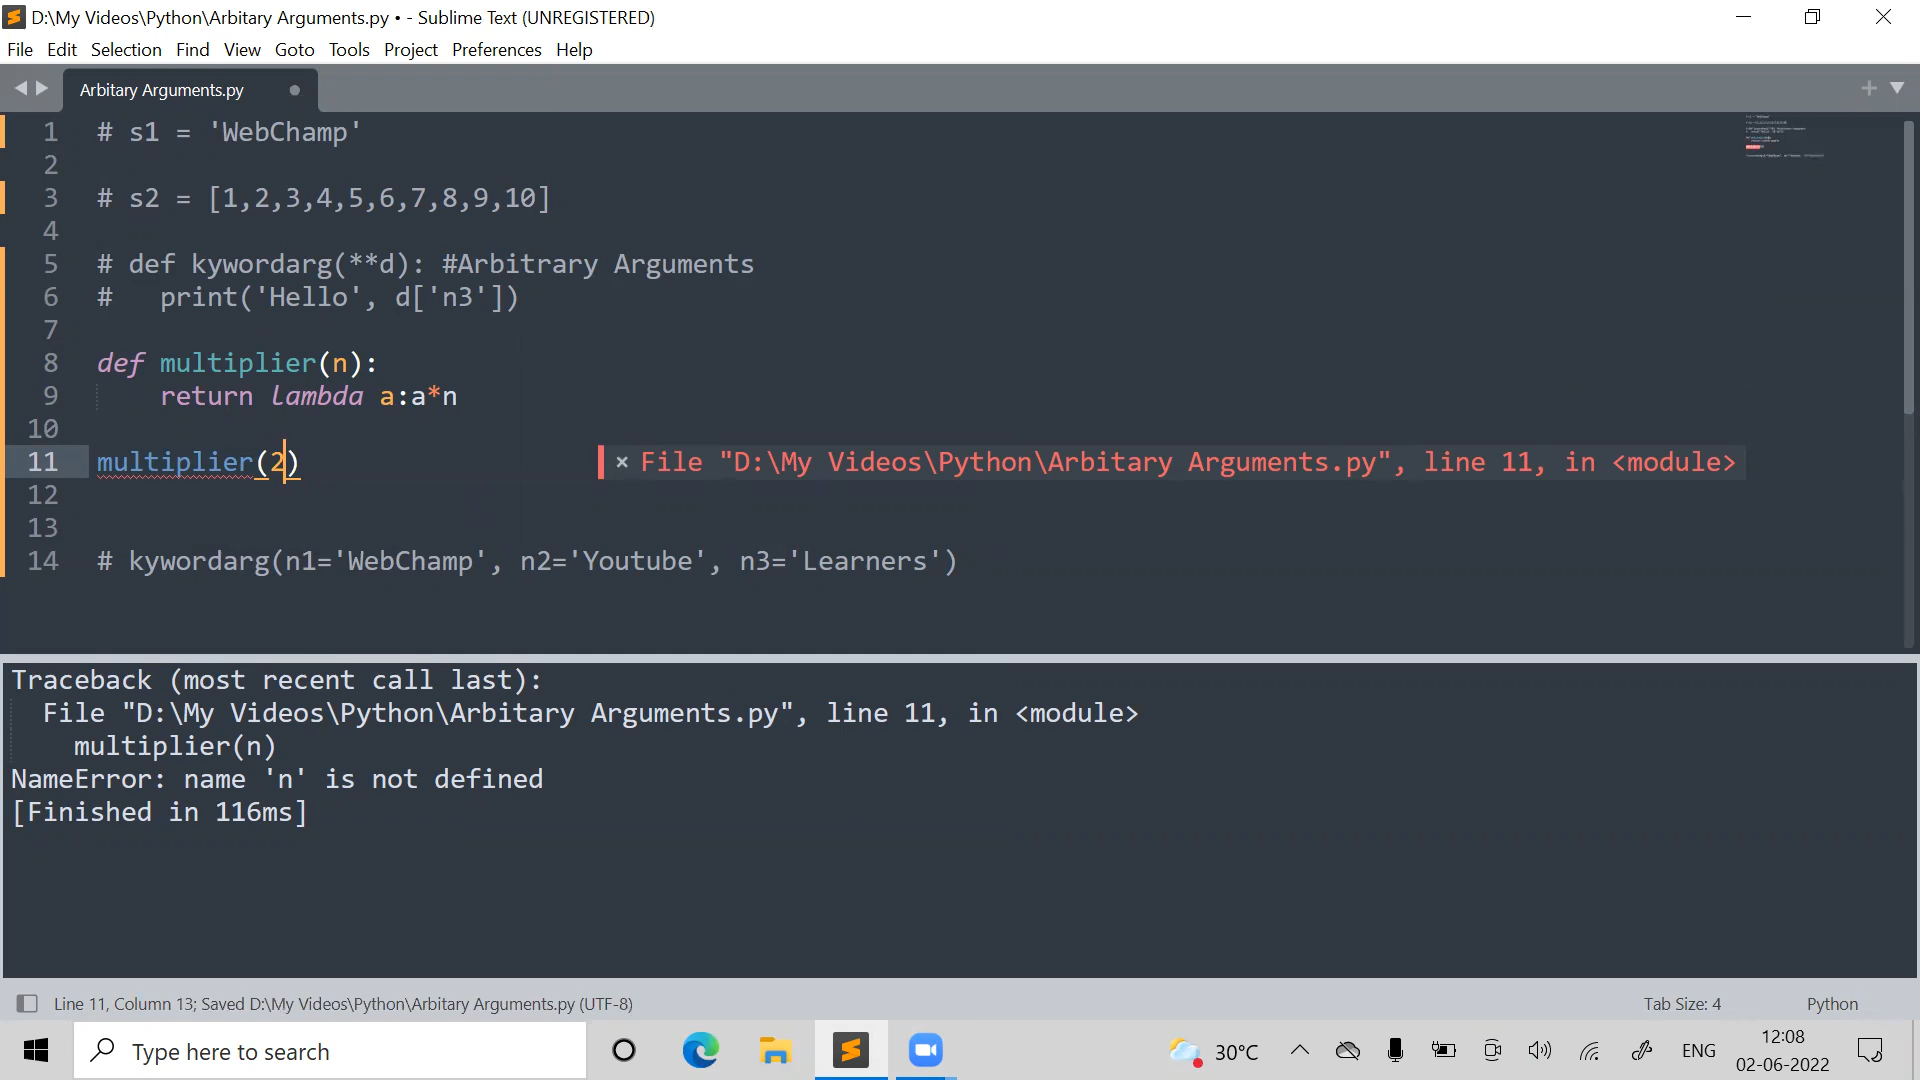 D:\My Videos\Python\Arbitary Arguments.py • - Sublime Text (UNREGISTERED)
File Edit Selection Find View Goto Tools Project Preferences Help
Arbitary Arguments.py
1 # s1 = 'WebChamp'
2
3 # s2 = [1,2,3,4,5,6,7,8,9,10]
4
5 # def kywordarg(**d): #Arbitrary Arguments
6 #   print('Hello', d['n3'])
7
8 def multiplier(n):
9     return lambda a:a*n
10
11 multiplier(2) × File "D:\My Videos\Python\Arbitary Arguments.py", line 11, in <module>
12
13
14 # kywordarg(n1='WebChamp', n2='Youtube', n3='Learners')
Traceback (most recent call last):
  File "D:\My Videos\Python\Arbitary Arguments.py", line 11, in <module>
    multiplier(n)
NameError: name 'n' is not defined
[Finished in 116ms]
Line 11, Column 13; Saved D:\My Videos\Python\Arbitary Arguments.py (UTF-8) Tab Size: 4 Python
Type here to search 30°C ENG 12:08
02-06-2022